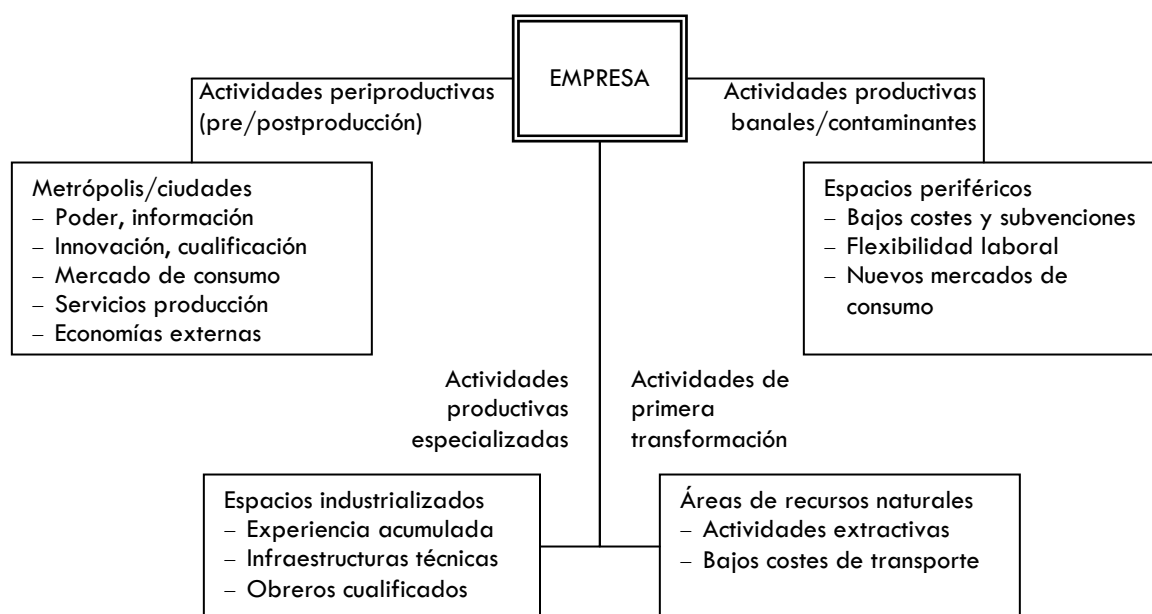 EMPRESA
Actividades periproductivas
(pre/postproducción)
Actividades productivas
banales/contaminantes
Metrópolis/ciudades
– Poder, información
– Innovación, cualificación
– Mercado de consumo
– Servicios producción
– Economías externas
Espacios periféricos
– Bajos costes y subvenciones
– Flexibilidad laboral
– Nuevos mercados de
consumo
Actividades
productivas
especializadas
Actividades de
primera
transformación
Espacios industrializados
– Experiencia acumulada
– Infraestructuras técnicas
– Obreros cualificados
Áreas de recursos naturales
– Actividades extractivas
– Bajos costes de transporte